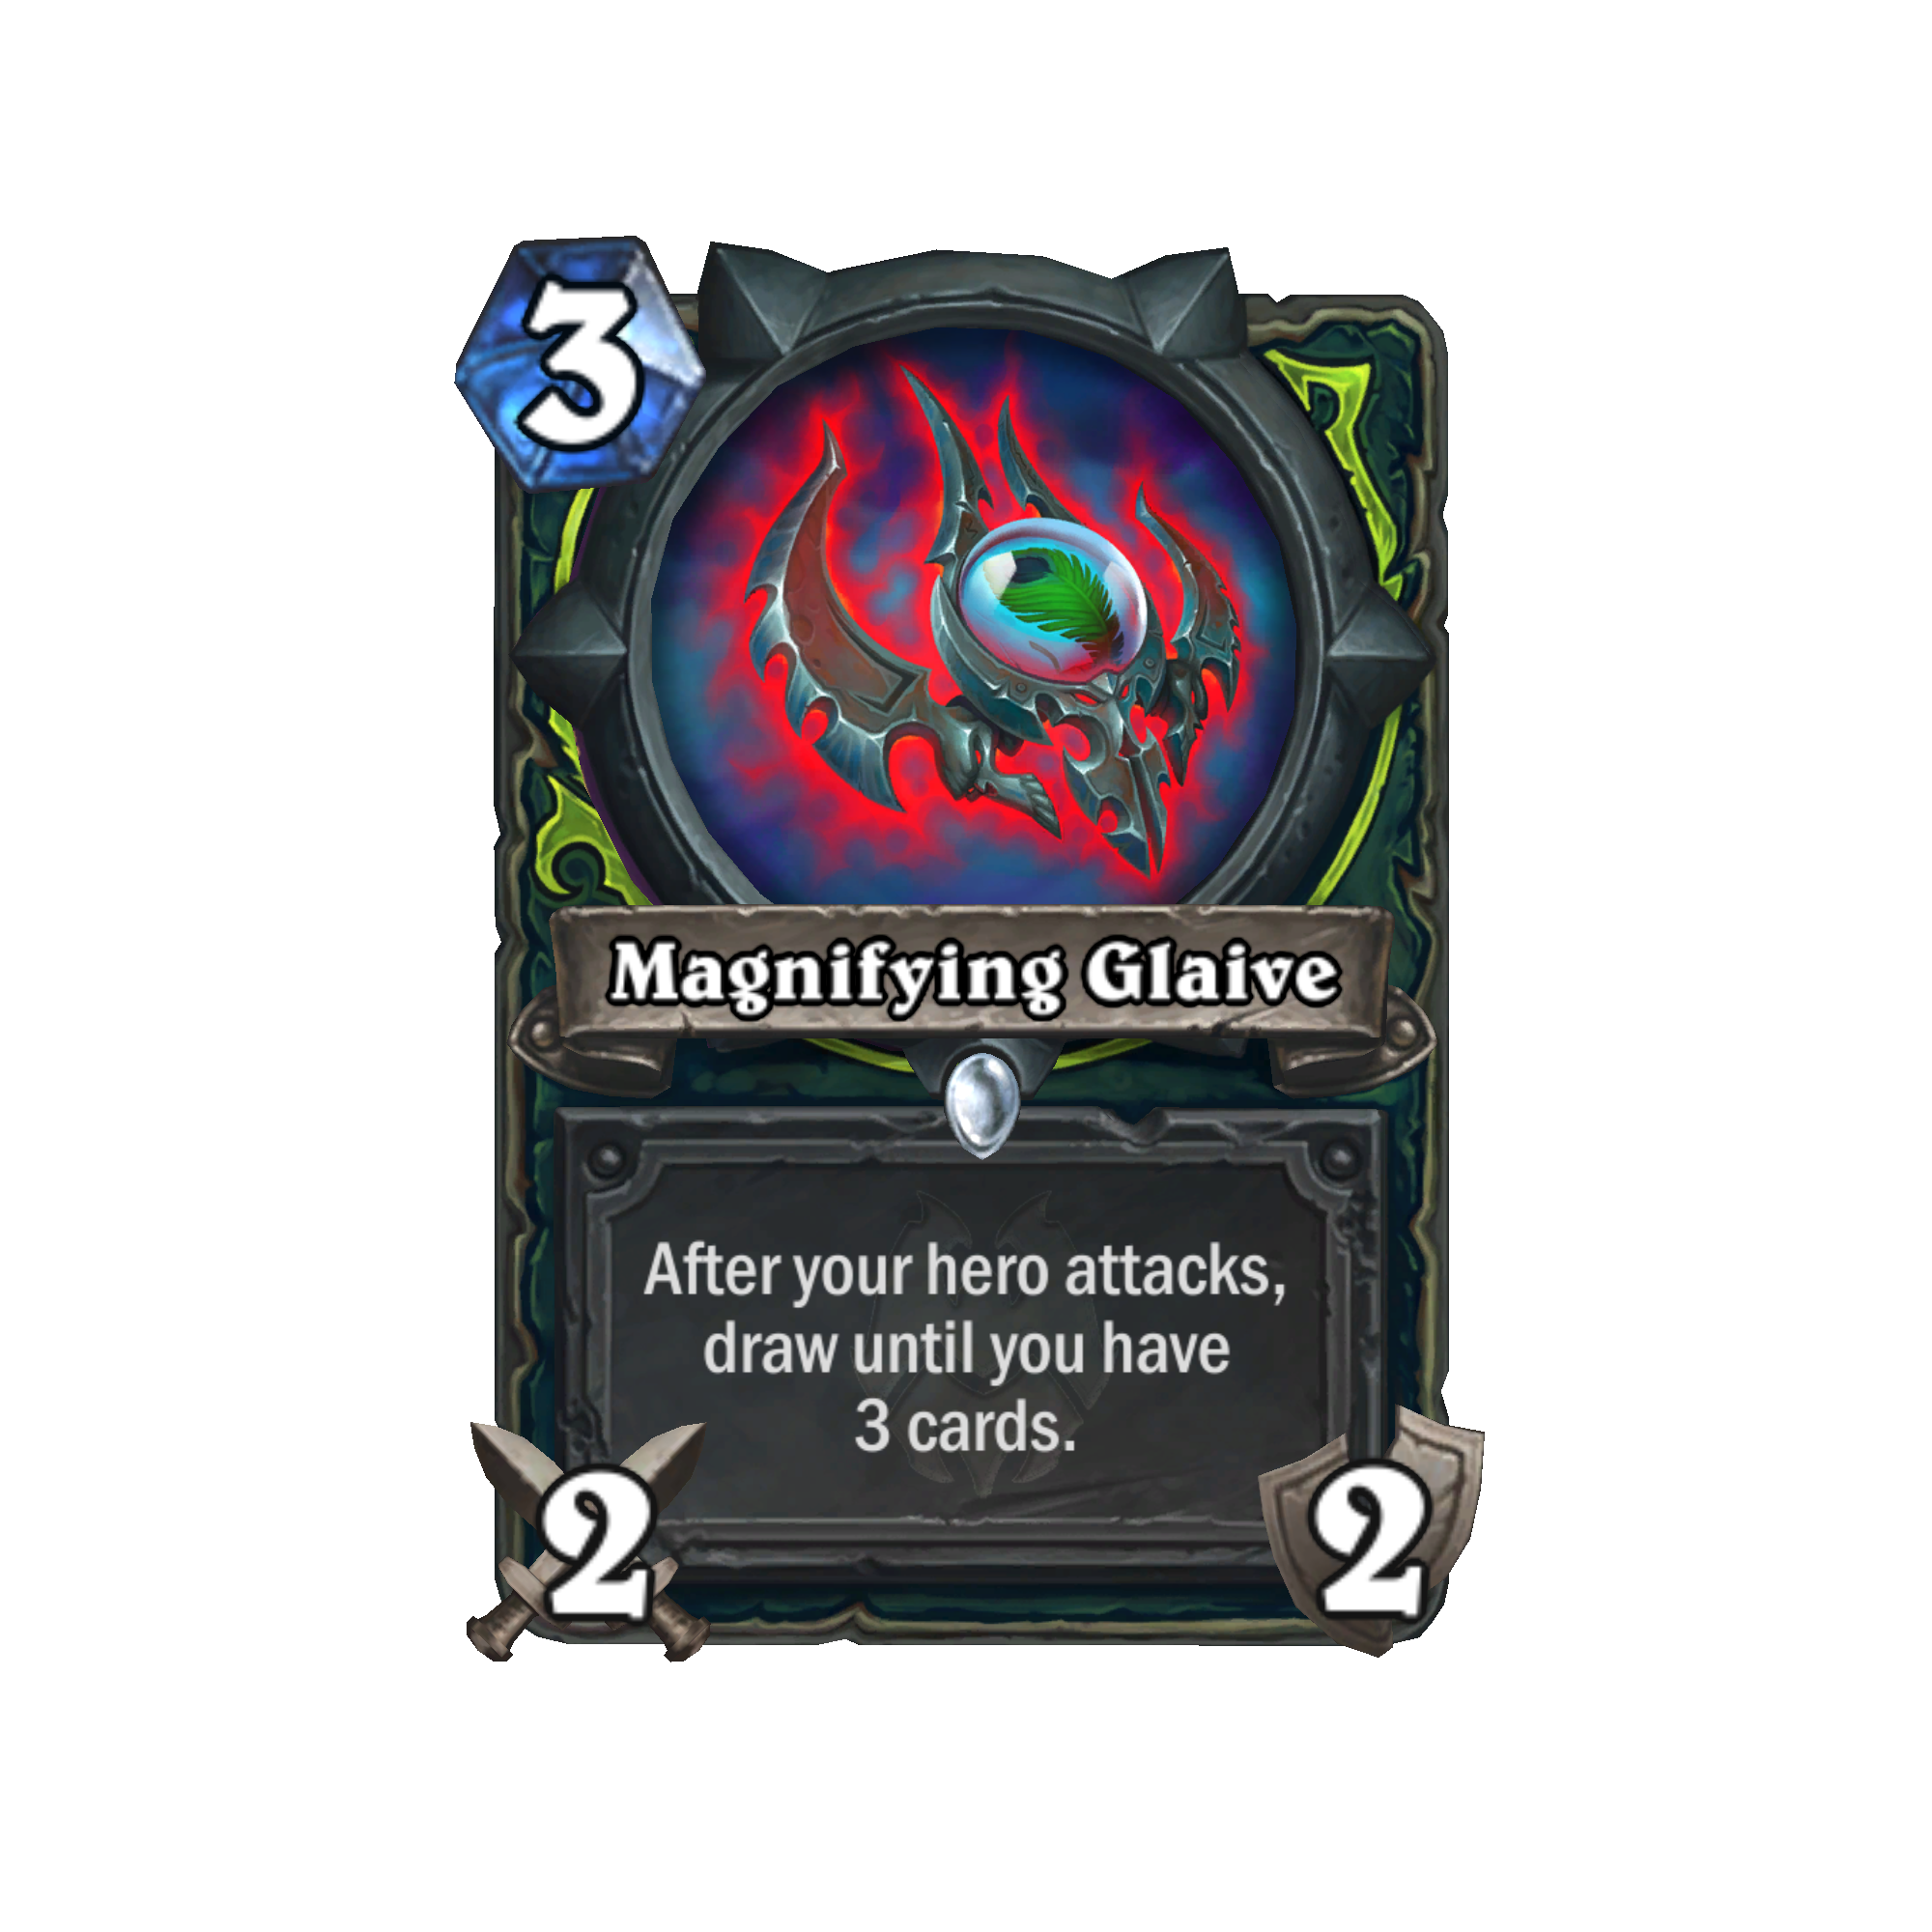 3
Magnifying Glaive
After your hero attacks,
draw until you have
3 cards.
2
2